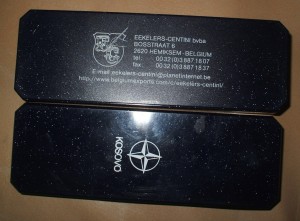 EEKELERS-CENTINI bvba
BOSSTRAAT 6
2620 HEMIKSEM - BELGIUM
tel: 00 32 (0)3 887 18 07
fax: 00 32 (0)3 887 18 37
E-mail eekelers-centini@planetinternet.be
KOSOVO